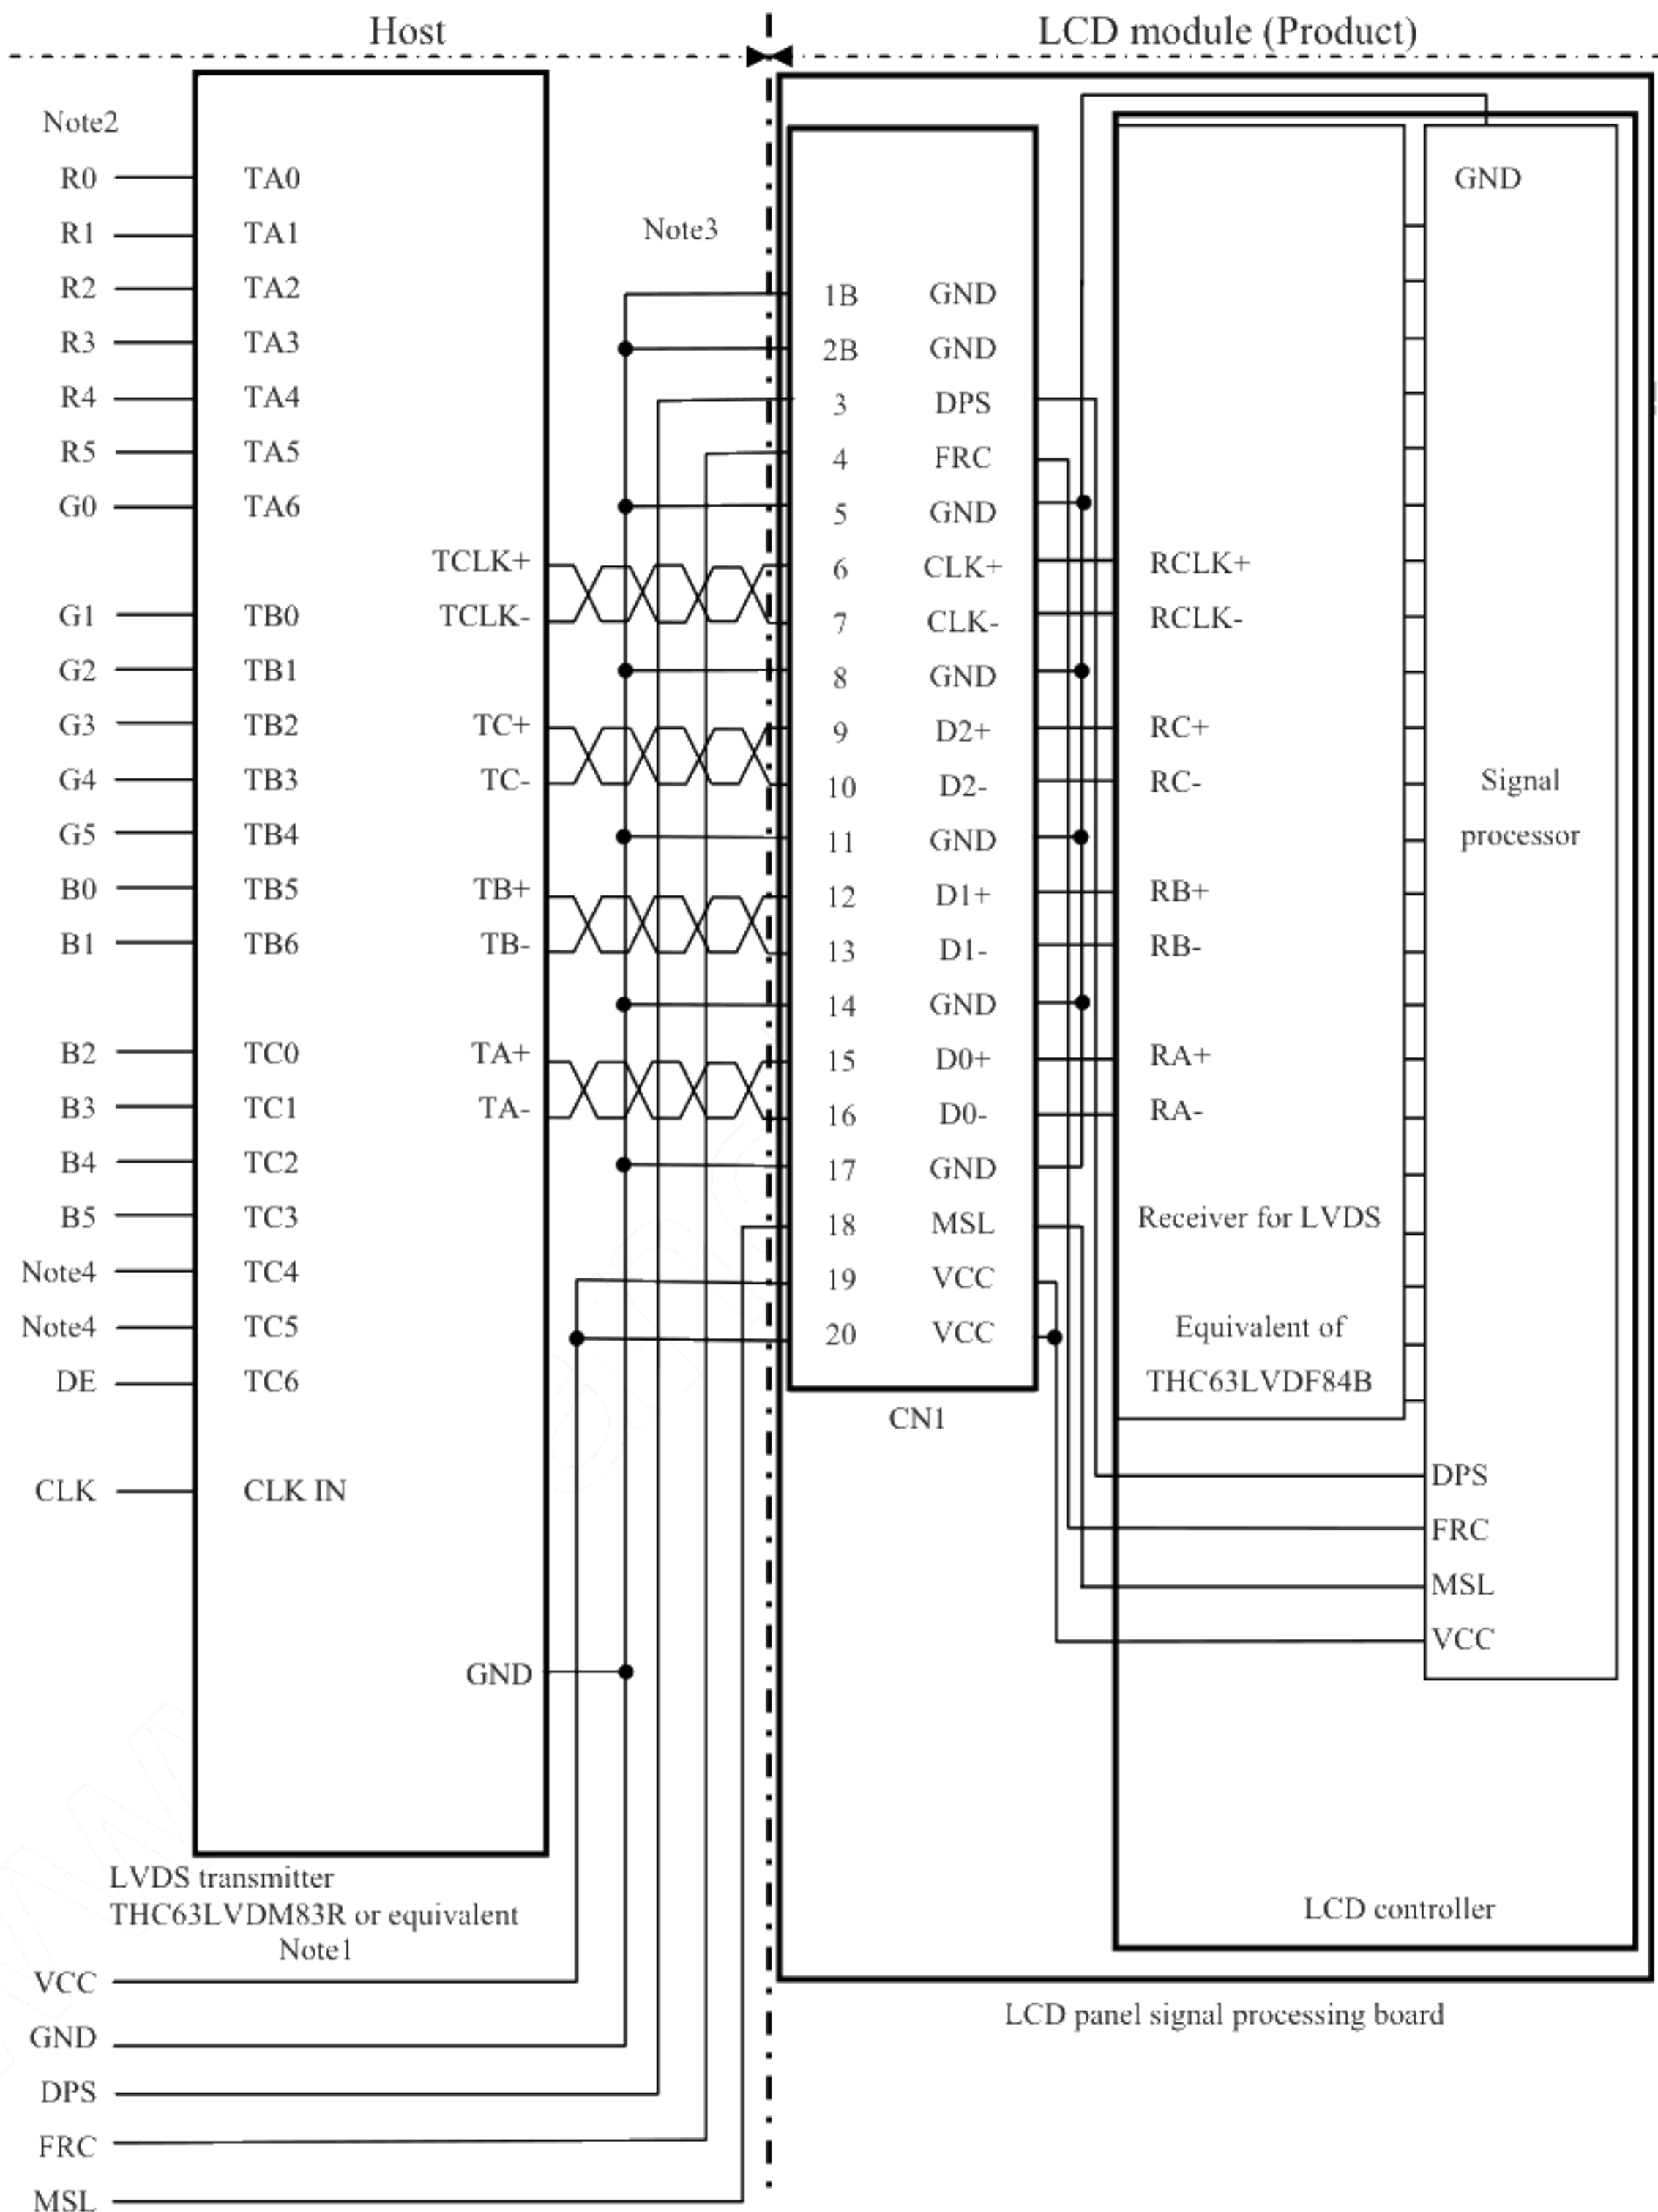 Host
LCD module (Product)
Note2
R0 TA0
R1 TA1
R2 TA2
R3 TA3
R4 TA4
R5 TA5
G0 TA6
G1 TB0
G2 TB1
G3 TB2
G4 TB3
G5 TB4
B0 TB5
B1 TB6
B2 TC0
B3 TC1
B4 TC2
B5 TC3
Note4 TC4
Note4 TC5
DE TC6
CLK CLK IN
TCLK+
TCLK-
TC+
TC-
TB+
TB-
TA+
TA-
GND
LVDS transmitter
THC63LVDM83R or equivalent
Note1
VCC
GND
DPS
FRC
MSL
Note3
1B GND
2B GND
3 DPS
4 FRC
5 GND
6 CLK+
7 CLK-
8 GND
9 D2+
10 D2-
11 GND
12 D1+
13 D1-
14 GND
15 D0+
16 D0-
17 GND
18 MSL
19 VCC
20 VCC
CN1
RCLK+
RCLK-
RC+
RC-
RB+
RB-
RA+
RA-
Receiver for LVDS
Equivalent of
THC63LVDF84B
GND
Signal
processor
DPS
FRC
MSL
VCC
LCD controller
LCD panel signal processing board